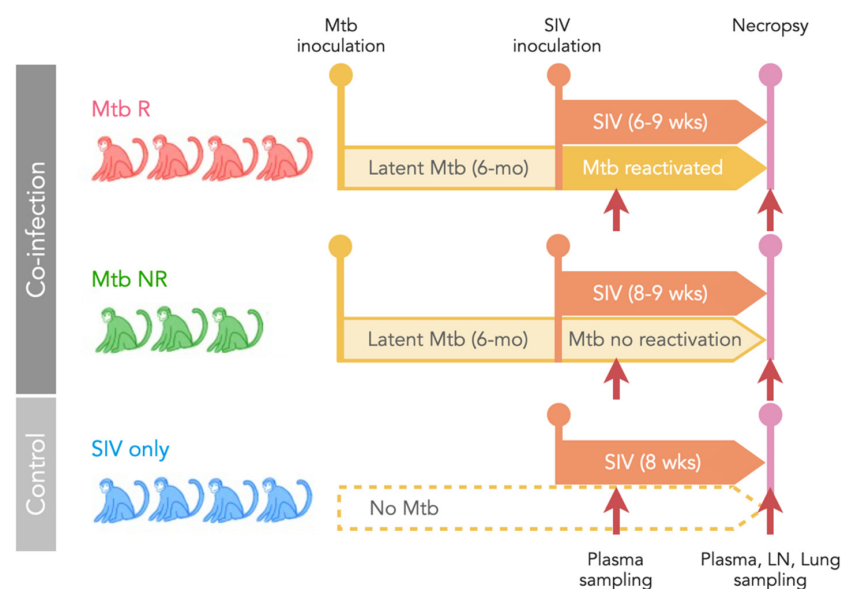 Mtb
inoculation
SIV
inoculation
Necropsy
Co-infection
Mtb R
SIV (6-9 wks)
Latent Mtb (6-mo)
Mtb reactivated
Mtb NR
SIV (8-9 wks)
Latent Mtb (6-mo)
Mtb no reactivation
Control
SIV only
SIV (8 wks)
No Mtb
Plasma
sampling
Plasma, LN, Lung
sampling